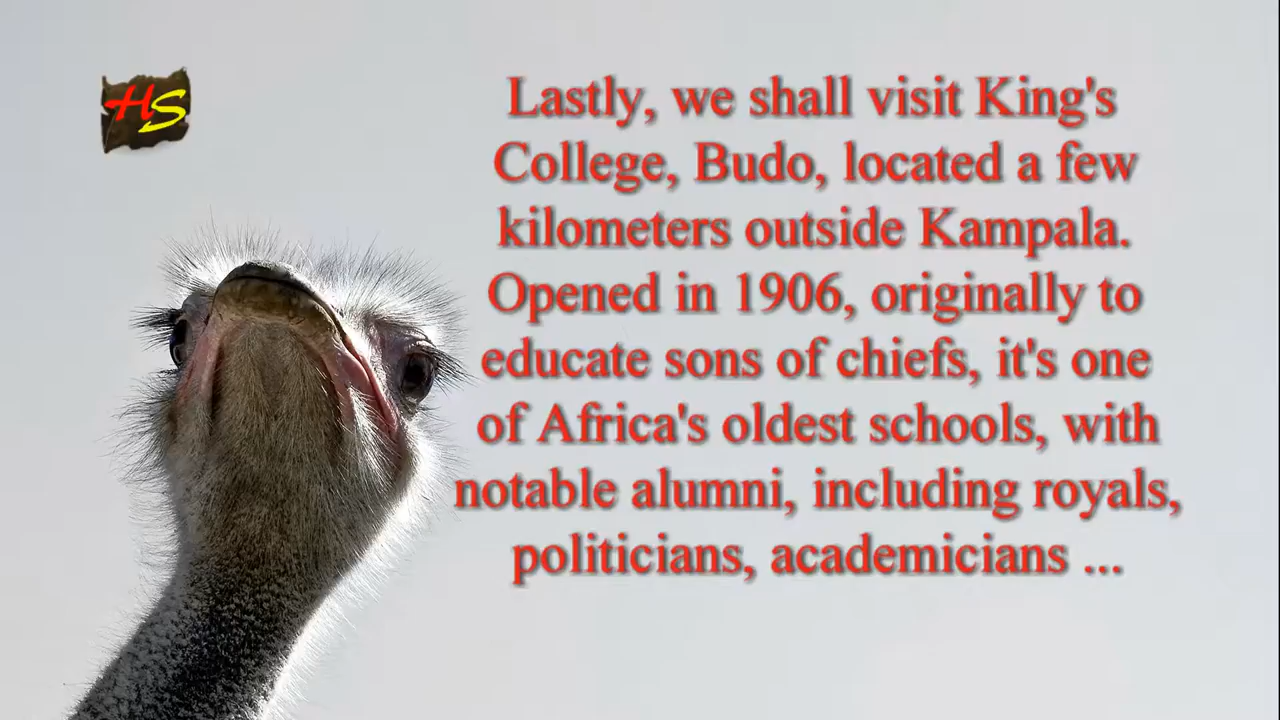 HS
Lastly, we shall visit King's
College, Budo, located a few
kilometers outside Kampala.
Opened in 1906, originally to
educate sons of chiefs, it's one
of Africa's oldest schools, with
notable alumni, including royals,
politicians, academicians ...